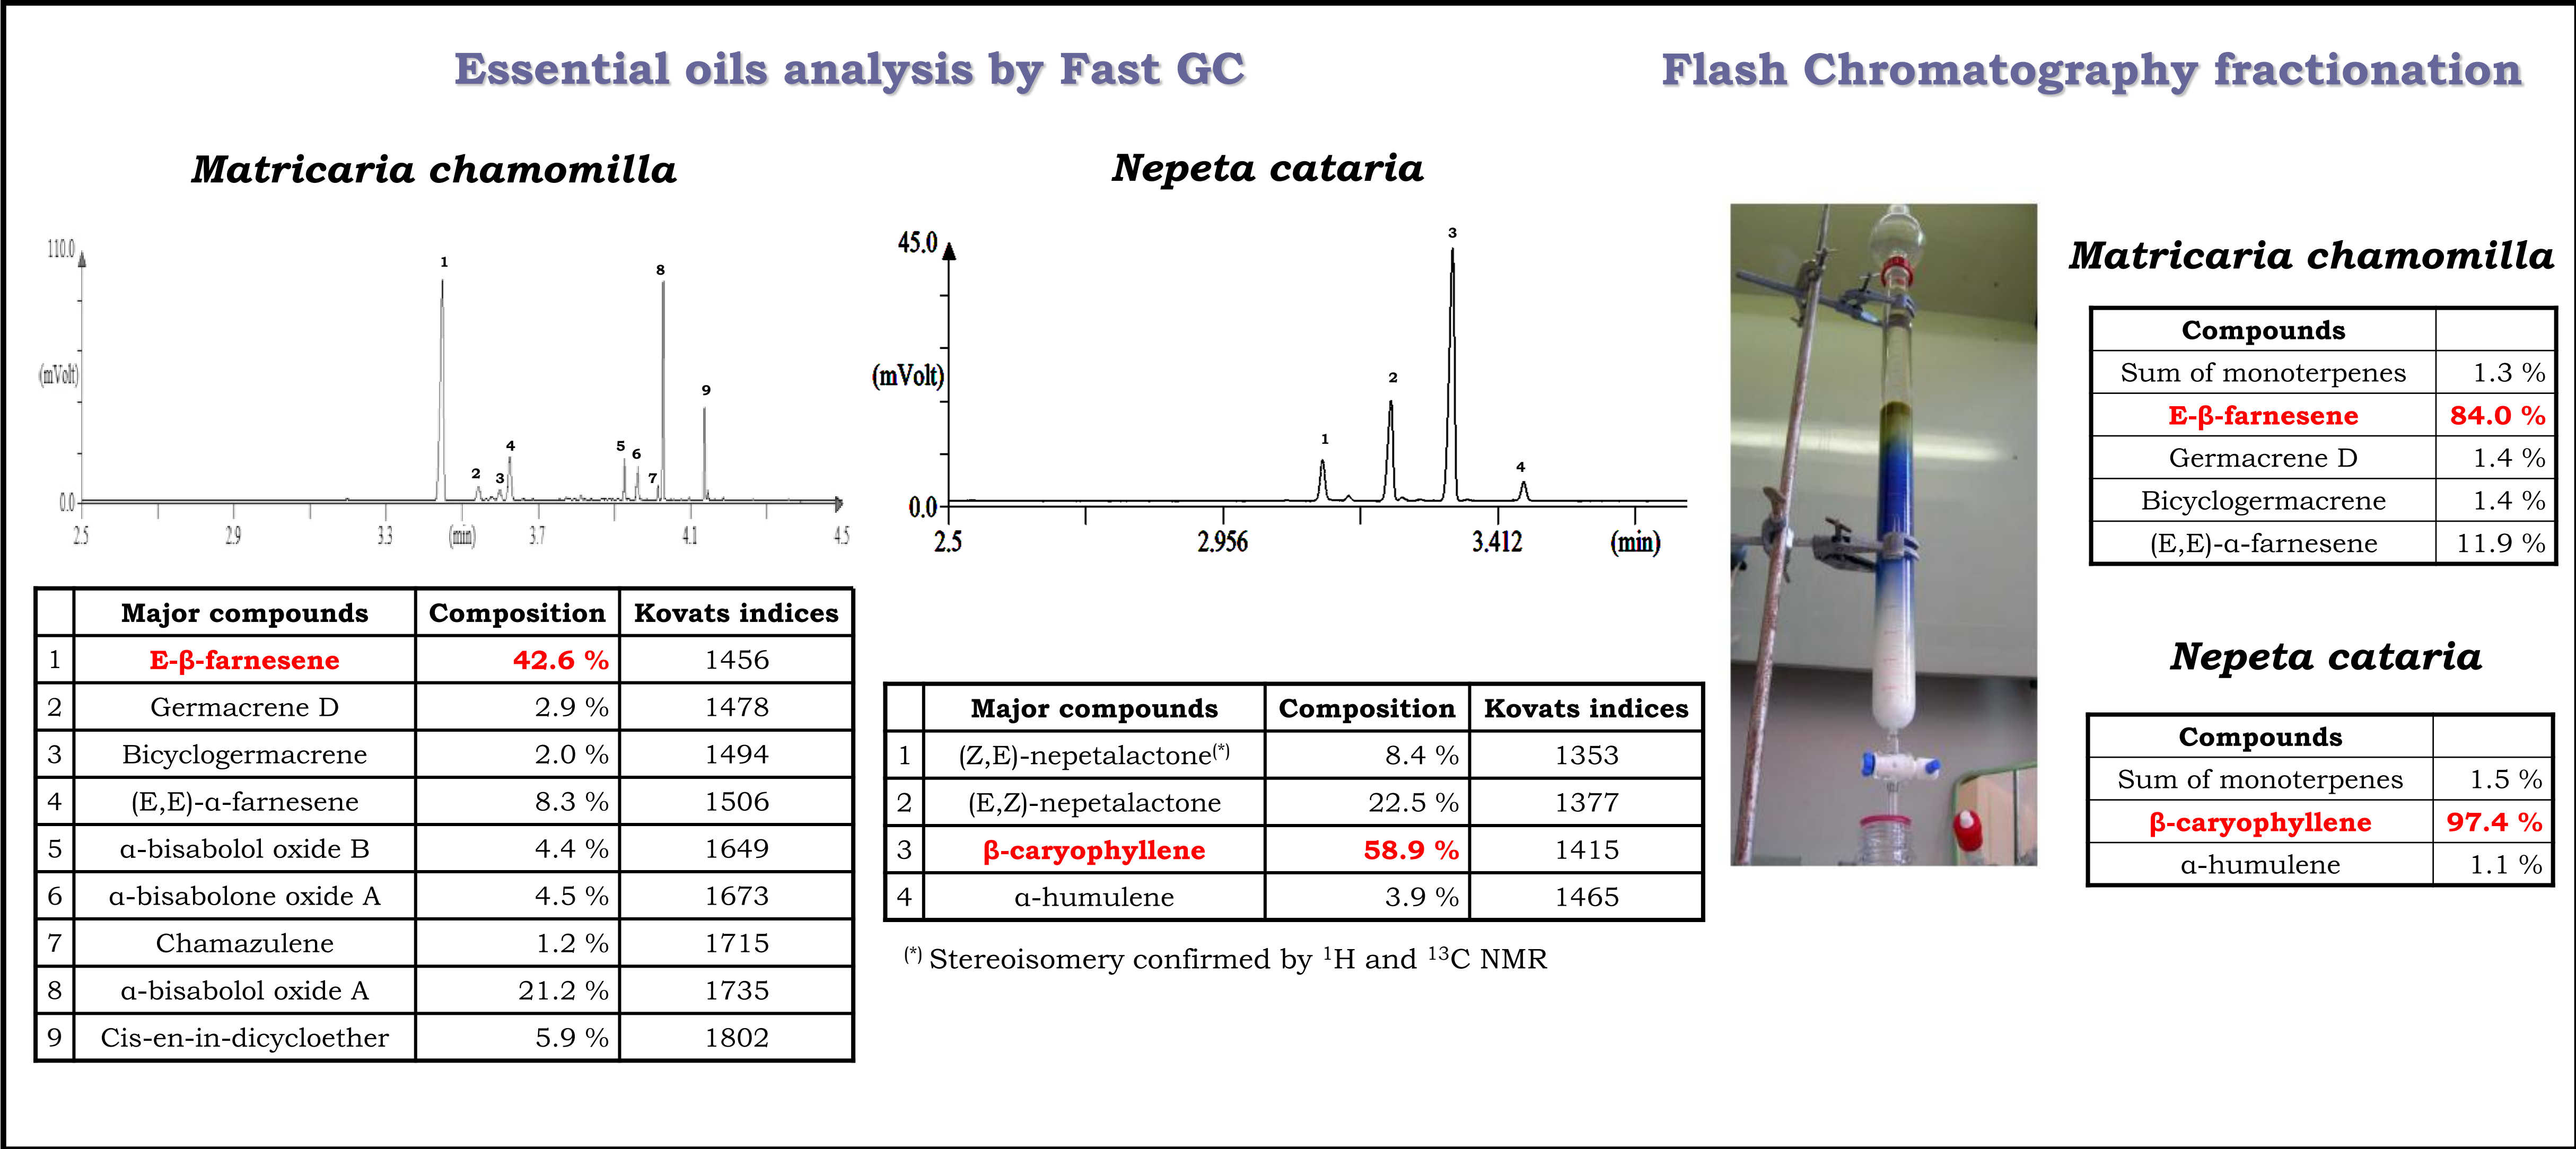 Essential oils analysis by Fast GC
Matricaria chamomilla
110.0
(mVolt)
0.0
1
2
3
4
5
6
7
8
9
2.5 2.9 3.3 (min) 3.7 4.1 4.5
Major compounds Composition Kovats indices
1 E-β-farnesene 42.6 % 1456
2 Germacrene D 2.9 % 1478
3 Bicyclogermacrene 2.0 % 1494
4 (E,E)-α-farnesene 8.3 % 1506
5 α-bisabolol oxide B 4.4 % 1649
6 α-bisabolone oxide A 4.5 % 1673
7 Chamazulene 1.2 % 1715
8 α-bisabolol oxide A 21.2 % 1735
9 Cis-en-in-dicycloether 5.9 % 1802
Nepeta cataria
45.0
(mVolt)
0.0
1
2
3
4
2.5 2.956 3.412 (min)
Major compounds Composition Kovats indices
1 (Z,E)-nepetalactone(*) 8.4 % 1353
2 (E,Z)-nepetalactone 22.5 % 1377
3 β-caryophyllene 58.9 % 1415
4 α-humulene 3.9 % 1465
(*) Stereoisomery confirmed by ¹H and ¹³C NMR
Flash Chromatography fractionation
Matricaria chamomilla
Compounds
Sum of monoterpenes 1.3 %
E-β-farnesene 84.0 %
Germacrene D 1.4 %
Bicyclogermacrene 1.4 %
(E,E)-α-farnesene 11.9 %
Nepeta cataria
Compounds
Sum of monoterpenes 1.5 %
β-caryophyllene 97.4 %
α-humulene 1.1 %